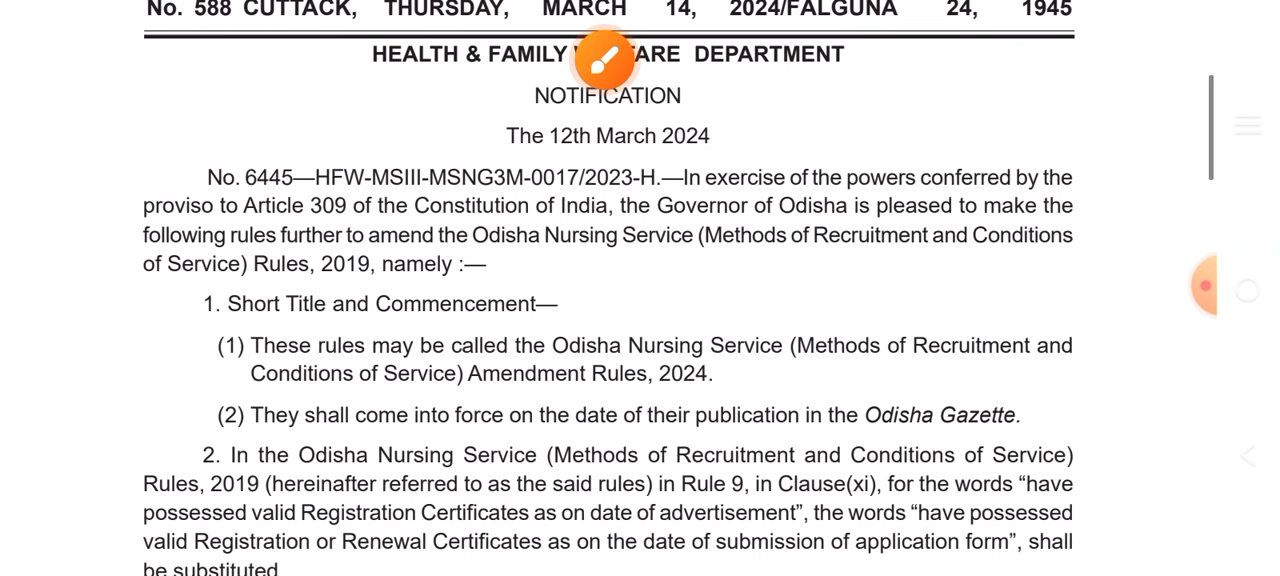 No. 588 CUTTACK, THURSDAY, MARCH 14, 2024/FALGUNA 24, 1945
HEALTH & FAMILY DEPARTMENT
NOTIFICATION
The 12th March 2024
No. 6445—HFW-MSIII-MSNG3M-0017/2023-H.—In exercise of the powers conferred by the
proviso to Article 309 of the Constitution of India, the Governor of Odisha is pleased to make the
following rules further to amend the Odisha Nursing Service (Methods of Recruitment and Conditions
of Service) Rules, 2019, namely :—
1. Short Title and Commencement—
(1) These rules may be called the Odisha Nursing Service (Methods of Recruitment and
Conditions of Service) Amendment Rules, 2024.
(2) They shall come into force on the date of their publication in the Odisha Gazette.
2. In the Odisha Nursing Service (Methods of Recruitment and Conditions of Service)
Rules, 2019 (hereinafter referred to as the said rules) in Rule 9, in Clause(xi), for the words “have
possessed valid Registration Certificates as on date of advertisement”, the words “have possessed
valid Registration or Renewal Certificates as on the date of submission of application form”, shall
be substituted